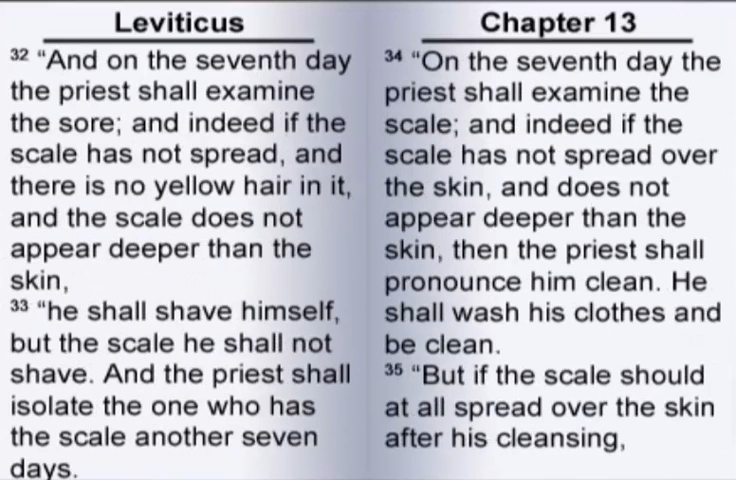 Leviticus
32 “And on the seventh day
the priest shall examine
the sore; and indeed if the
scale has not spread, and
there is no yellow hair in it,
and the scale does not
appear deeper than the
skin,
33 “he shall shave himself,
but the scale he shall not
shave. And the priest shall
isolate the one who has
the scale another seven
days.
Chapter 13
34 “On the seventh day the
priest shall examine the
scale; and indeed if the
scale has not spread over
the skin, and does not
appear deeper than the
skin, then the priest shall
pronounce him clean. He
shall wash his clothes and
be clean.
35 “But if the scale should
at all spread over the skin
after his cleansing,